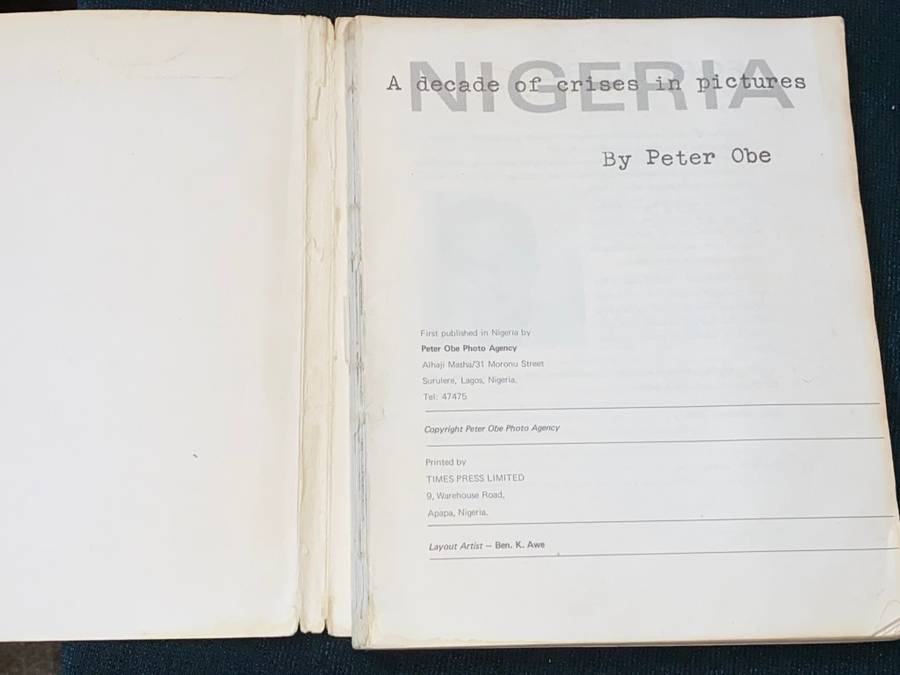 NIGERIA
A decade of crises in pictures
By Peter Obe
First published in Nigeria by
Peter Obe Photo Agency
Alhaji Masha/31 Moronu Street
Surulere, Lagos, Nigeria.
Tel: 47475
Copyright Peter Obe Photo Agency
Printed by
TIMES PRESS LIMITED
9, Warehouse Road,
Apapa, Nigeria.
Layout Artist – Ben. K. Awe